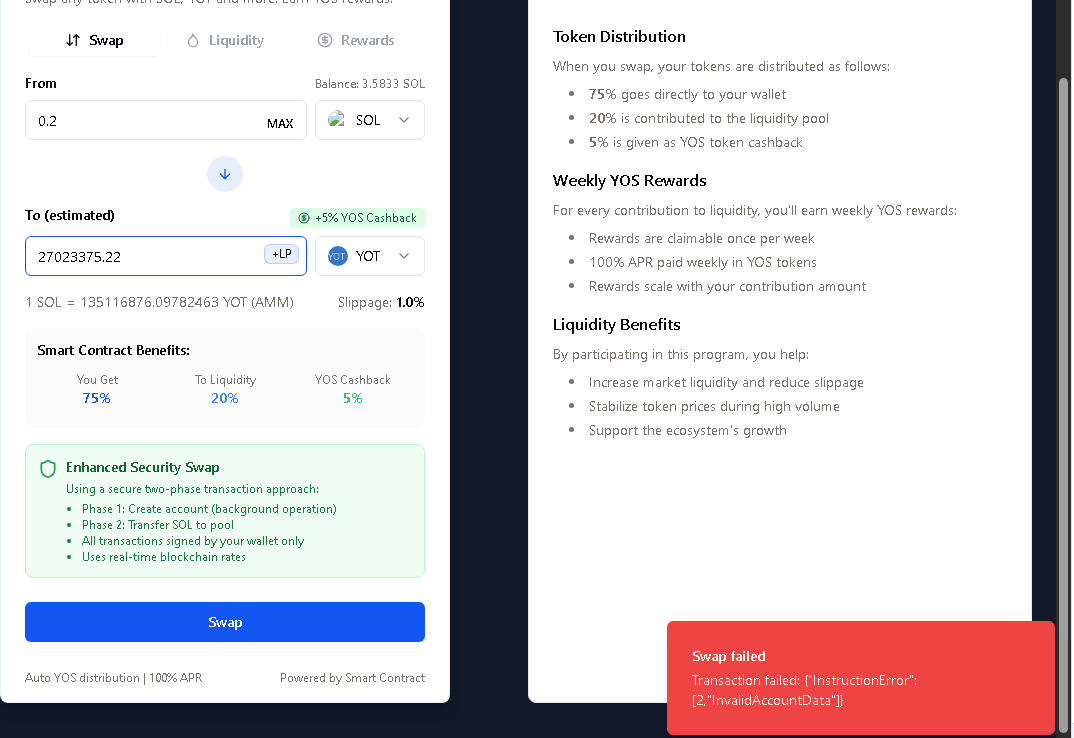 Swap any token with SOL, YOT and more. Earn YOS rewards.
Swap
Liquidity
Rewards
From
Balance: 3.5833 SOL
0.2
MAX
SOL
To (estimated)
+5% YOS Cashback
27023375.22
+LP
YOT
YOT
1 SOL = 135116876.09782463 YOT (AMM)
Slippage: 1.0%
Smart Contract Benefits:
You Get
To Liquidity
YOS Cashback
75%
20%
5%
Enhanced Security Swap
Using a secure two-phase transaction approach:
Phase 1: Create account (background operation)
Phase 2: Transfer SOL to pool
All transactions signed by your wallet only
Uses real-time blockchain rates
Swap
Auto YOS distribution | 100% APR
Powered by Smart Contract
Token Distribution
When you swap, your tokens are distributed as follows:
75% goes directly to your wallet
20% is contributed to the liquidity pool
5% is given as YOS token cashback
Weekly YOS Rewards
For every contribution to liquidity, you'll earn weekly YOS rewards:
Rewards are claimable once per week
100% APR paid weekly in YOS tokens
Rewards scale with your contribution amount
Liquidity Benefits
By participating in this program, you help:
Increase market liquidity and reduce slippage
Stabilize token prices during high volume
Support the ecosystem's growth
Swap failed
Transaction failed: {"InstructionError":
[2,"InvalidAccountData"]}